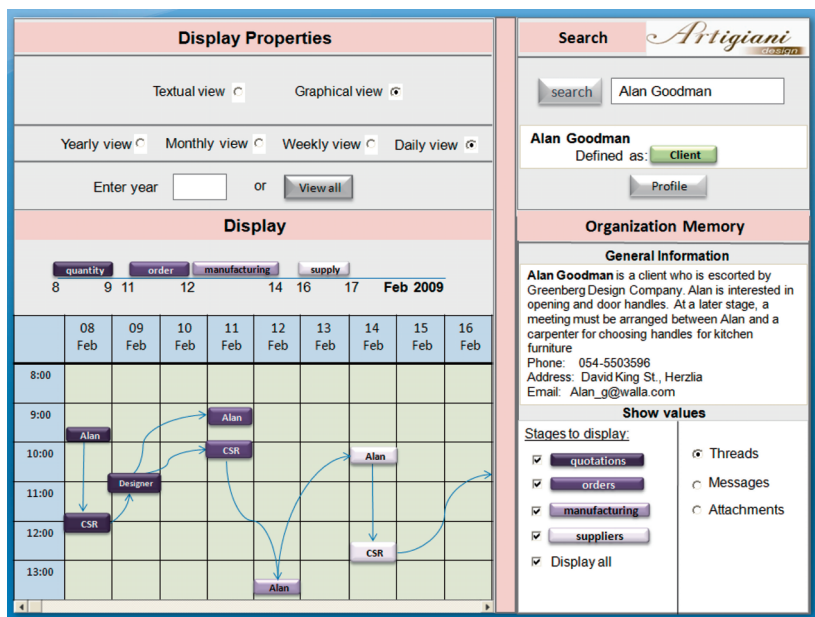 Display Properties
Textual view
Graphical view
Yearly view
Monthly view
Weekly view
Daily view
Enter year
or
View all
Display
quantity
order
manufacturing
supply
8
9
11
12
14
16
17
Feb 2009
08 Feb
09 Feb
10 Feb
11 Feb
12 Feb
13 Feb
14 Feb
15 Feb
16 Feb
8:00
9:00
Alan
Alan
10:00
CSR
Alan
Designer
11:00
CSR
12:00
CSR
13:00
Alan
Search
Artigiani
design
search
Alan Goodman
Alan Goodman
Defined as:
Client
Profile
Organization Memory
General Information
Alan Goodman is a client who is escorted by
Greenberg Design Company. Alan is interested in
opening and door handles. At a later stage, a
meeting must be arranged between Alan and a
carpenter for choosing handles for kitchen
furniture
Phone: 054-5503596
Address: David King St., Herzlia
Email: Alan_g@walla.com
Show values
Stages to display:
quotations
orders
manufacturing
suppliers
Display all
Threads
Messages
Attachments